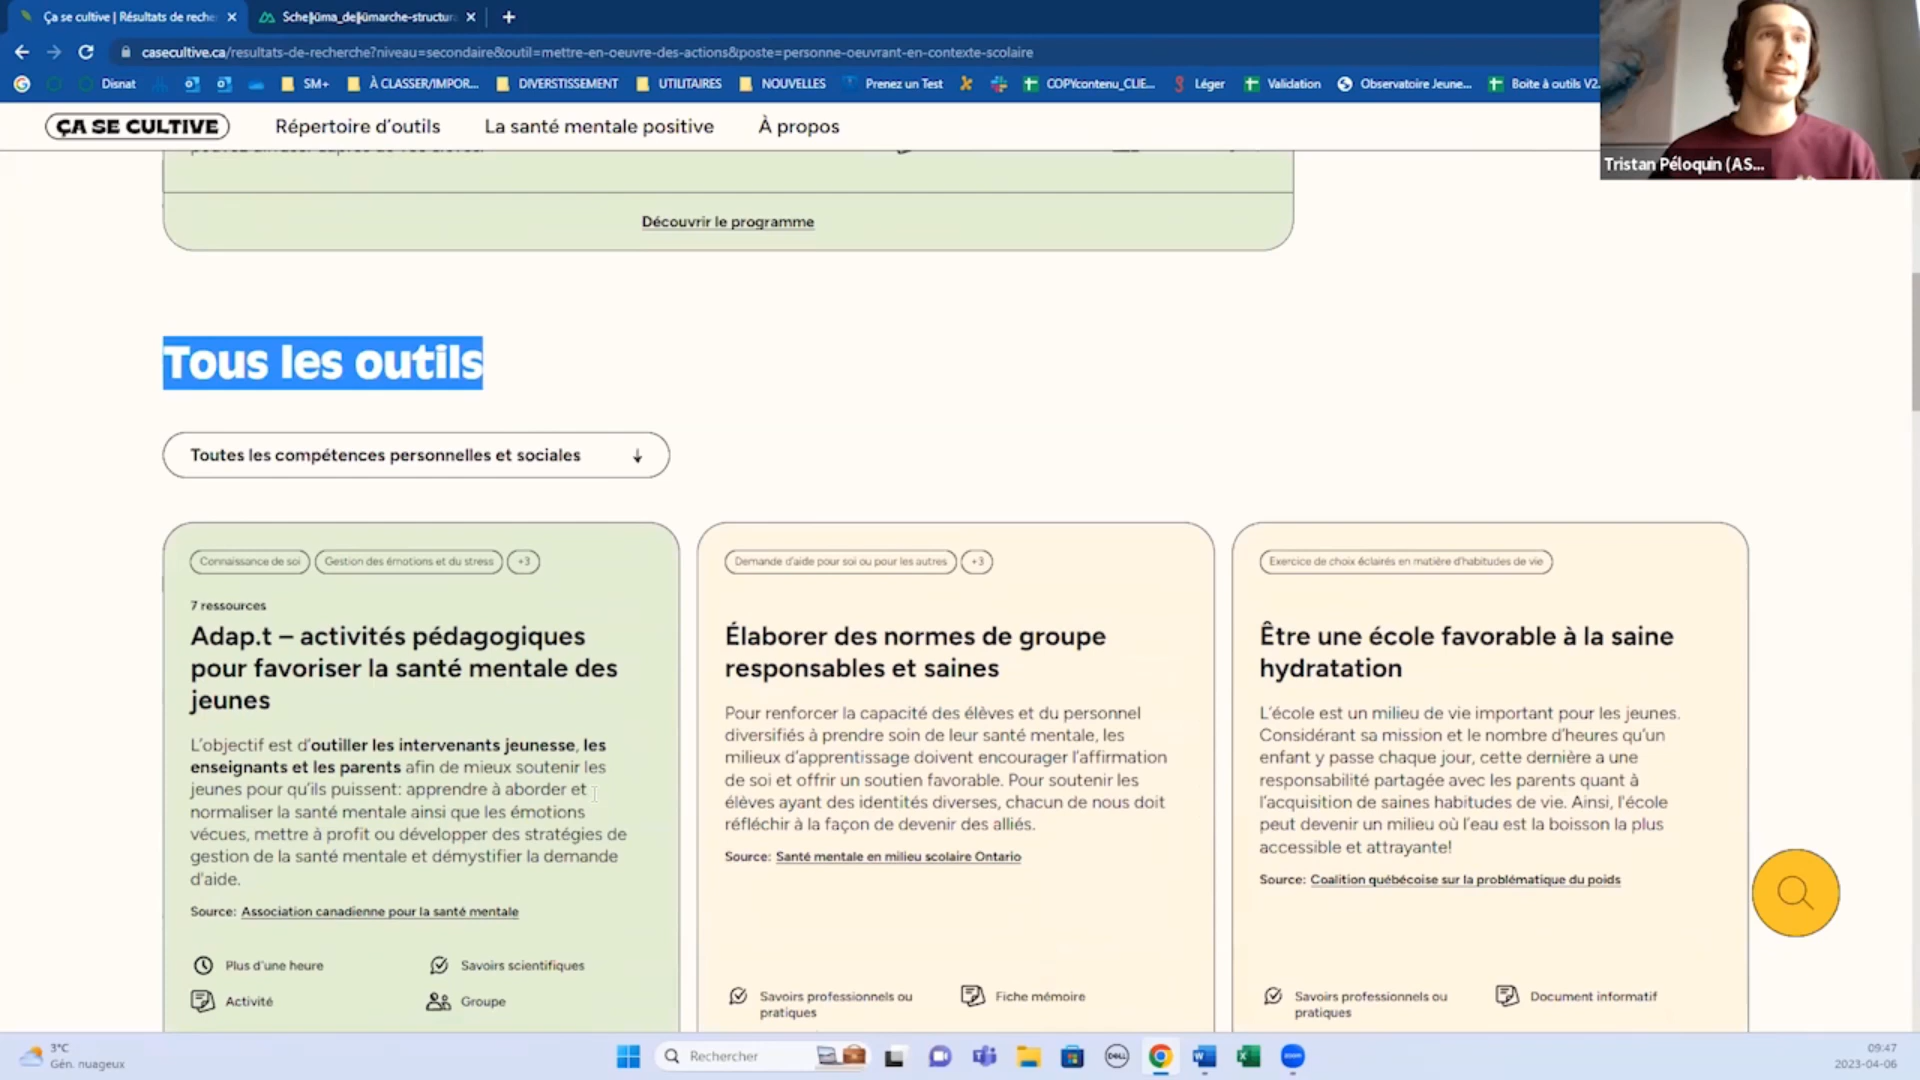 Ça se cultive | Résultats de reche
casecultive.ca/resultats-de-recherche?niveau=secondaire&outil=mettre-en-oeuvre-des-actions&poste=personne-oeuvrant-en-contexte-scolaire
Disnat SM+ À CLASSER/IMPOR... DIVERSTISSEMENT UTILITAIRES NOUVELLES Prenez un Test COPYcontenu_CLIE... Léger Validation Observatoire Jeune... Boite à outils V2.
ÇA SE CULTIVE Répertoire d'outils La santé mentale positive À propos
Tristan Péloquin (AS...
Découvrir le programme
Tous les outils
Toutes les compétences personnelles et sociales
Connaissance de soi Gestion des émotions et du stress +3
7 ressources
Adap.t – activités pédagogiques
pour favoriser la santé mentale des
jeunes
L'objectif est d'outiller les intervenants jeunesse, les
enseignants et les parents afin de mieux soutenir les
jeunes pour qu'ils puissent: apprendre à aborder et
normaliser la santé mentale ainsi que les émotions
vécues, mettre à profit ou développer des stratégies de
gestion de la santé mentale et démystifier la demande
d'aide.
Source: Association canadienne pour la santé mentale
Plus d'une heure Savoirs scientifiques
Activité Groupe
Demande d'aide pour soi ou pour les autres +3
Élaborer des normes de groupe
responsables et saines
Pour renforcer la capacité des élèves et du personnel
diversifiés à prendre soin de leur santé mentale, les
milieux d'apprentissage doivent encourager l'affirmation
de soi et offrir un soutien favorable. Pour soutenir les
élèves ayant des identités diverses, chacun de nous doit
réfléchir à la façon de devenir des alliés.
Source: Santé mentale en milieu scolaire Ontario
Savoirs professionnels ou
pratiques
Fiche mémoire
Exercice de choix éclairés en matière d'habitudes de vie
Être une école favorable à la saine
hydratation
L'école est un milieu de vie important pour les jeunes.
Considérant sa mission et le nombre d'heures qu'un
enfant y passe chaque jour, cette dernière a une
responsabilité partagée avec les parents quant à
l'acquisition de saines habitudes de vie. Ainsi, l'école
peut devenir un milieu où l'eau est la boisson la plus
accessible et attrayante!
Source: Coalition québécoise sur la problématique du poids
Savoirs professionnels ou
pratiques
Document informatif
3°C
Gén. nuageux
Rechercher
DELL
zoom
09:47
2023-04-06